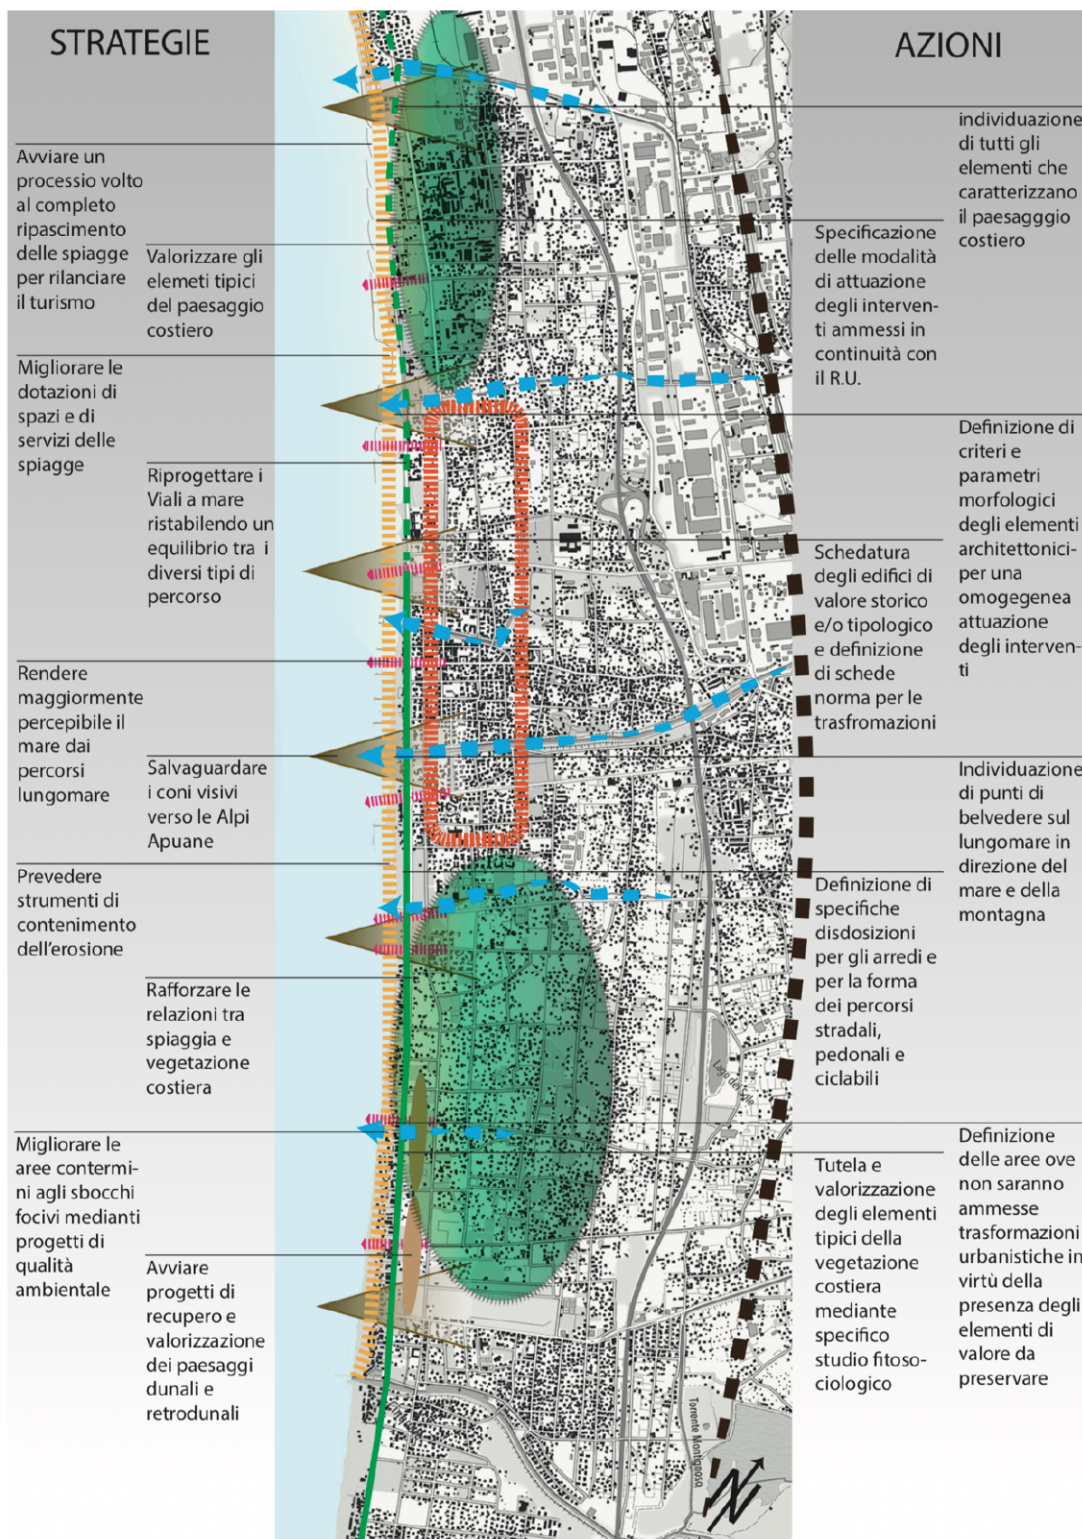 STRATEGIE
Avviare un
processio volto
al completo
ripascimento
delle spiagge
per rilanciare
il turismo
Valorizzare gli
elemeti tipici
del paesaggio
costiero
Migliorare le
dotazioni di
spazi e di
servizi delle
spiagge
Riprogettare i
Viali a mare
ristabilendo un
equilibrio tra i
diversi tipi di
percorso
Rendere
maggiormente
percepibile il
mare dai
percorsi
lungomare
Salvaguardare
i coni visivi
verso le Alpi
Apuane
Prevedere
strumenti di
contenimento
dell'erosione
Rafforzare le
relazioni tra
spiaggia e
vegetazione
costiera
Migliorare le
aree contermi-
ni agli sbocchi
focivi medianti
progetti di
qualità
ambientale
Avviare
progetti di
recupero e
valorizzazione
dei paesaggi
dunali e
retrodunali
Torrente Montignoso
N
AZIONI
individuazione
di tutti gli
elementi che
caratterizzano
il paesagggio
costiero
Specificazione
delle modalità
di attuazione
degli interven-
ti ammessi in
continuità con
il R.U.
Definizione di
criteri e
parametri
morfologici
degli elementi
architettonici-
per una
omogegenea
attuazione
degli interven-
ti
Schedatura
degli edifici di
valore storico
e/o tipologico
e definizione
di schede
norma per le
trasfromazioni
Individuazione
di punti di
belvedere sul
lungomare in
direzione del
mare e della
montagna
Definizione di
specifiche
disdosizioni
per gli arredi e
per la forma
dei percorsi
stradali,
pedonali e
ciclabili
Definizione
delle aree ove
non saranno
ammesse
trasformazioni
urbanistiche in
virtù della
presenza degli
elementi di
valore da
preservare
Tutela e
valorizzazione
degli elementi
tipici della
vegetazione
costiera
mediante
specifico
studio fitoso-
ciologico